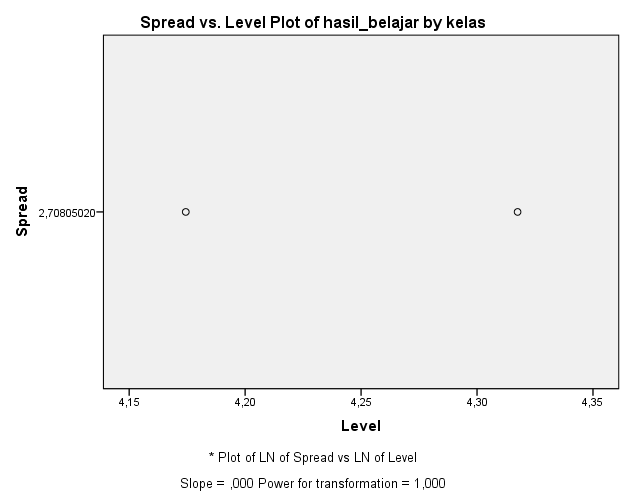 Spread vs. Level Plot of hasil_belajar by kelas
Spread
2,70805020
4,15 4,20 4,25 4,30 4,35
Level
* Plot of LN of Spread vs LN of Level
Slope = ,000 Power for transformation = 1,000